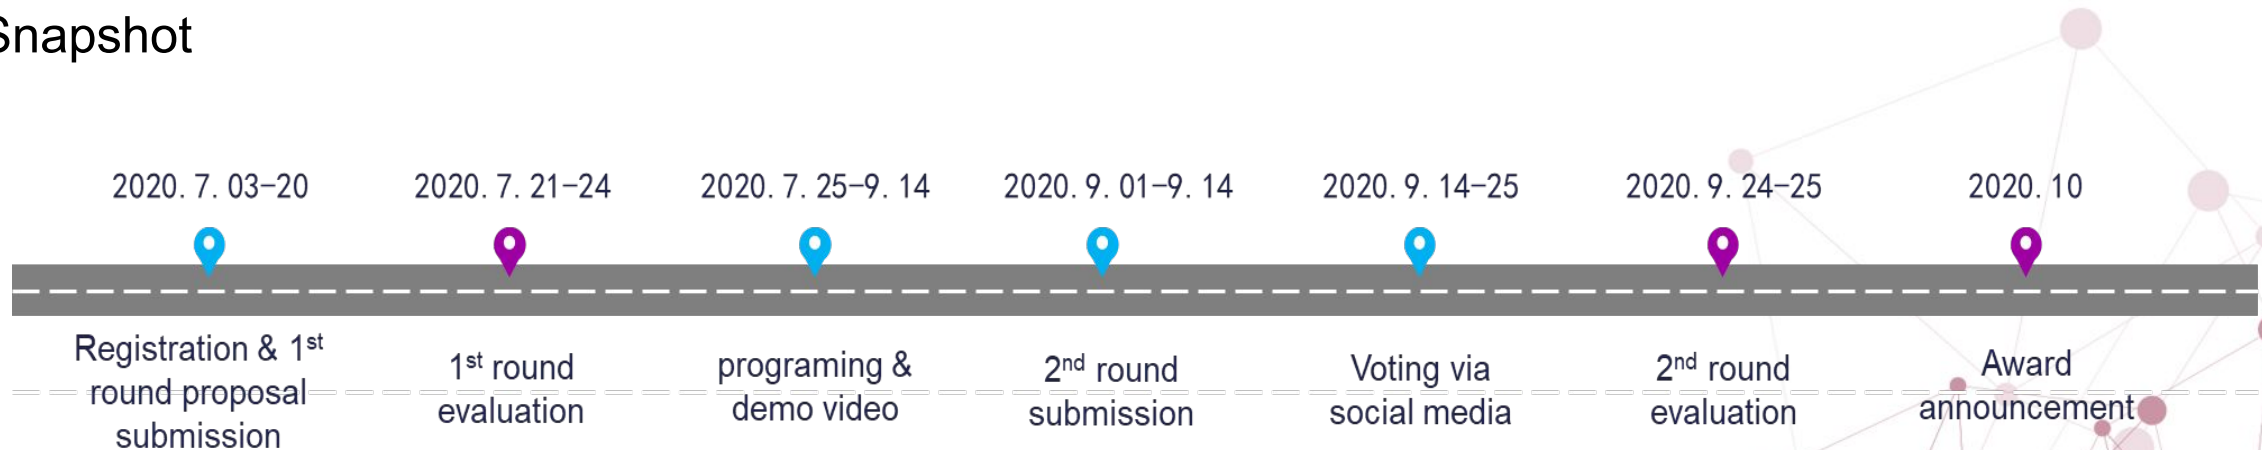 Snapshot
2020. 7. 03-20
2020. 7. 21-24
2020. 7. 25-9. 14
2020. 9. 01-9. 14
2020. 9. 14-25
2020. 9. 24-25
2020. 10
Registration & 1st
round proposal
submission
1st round
evaluation
programing &
demo video
2nd round
submission
Voting via
social media
2nd round
evaluation
Award
announcement